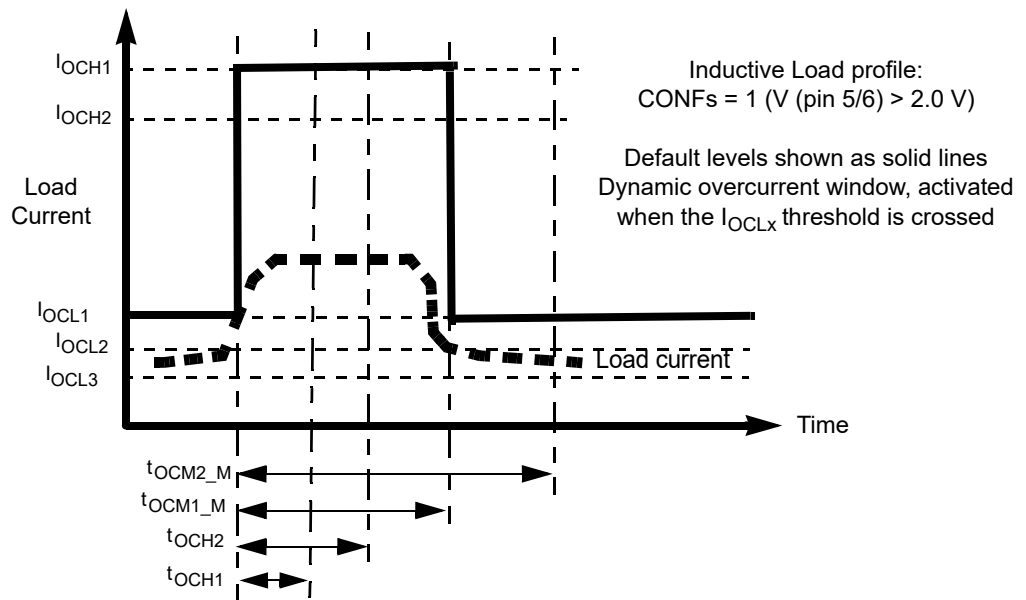 I_OCH1
I_OCH2
Load
Current
I_OCL1
I_OCL2
I_OCL3
Inductive Load profile:
CONFs = 1 (V (pin 5/6) > 2.0 V)
Default levels shown as solid lines
Dynamic overcurrent window, activated
when the I_OCLx threshold is crossed
Load current
Time
t_OCM2_M
t_OCM1_M
t_OCH2
t_OCH1